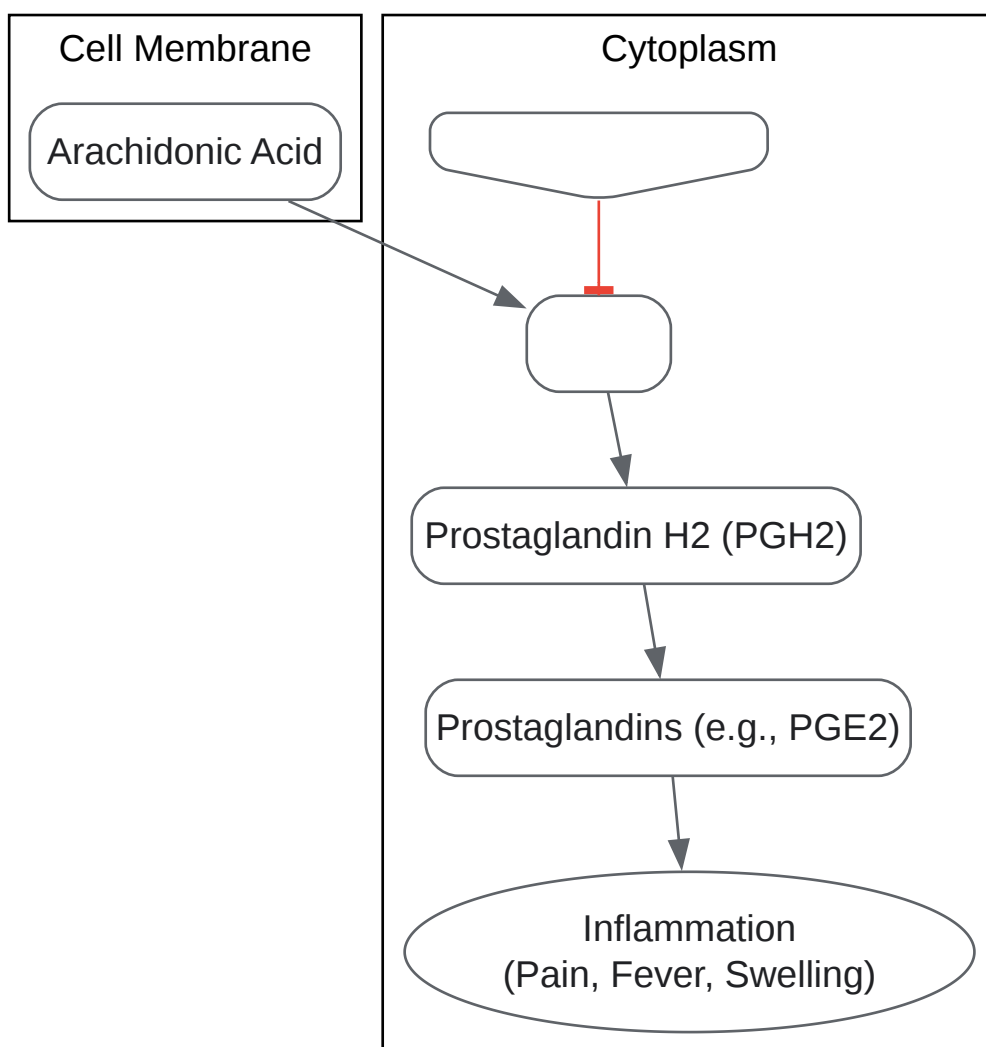 Cell Membrane
Arachidonic Acid
Cytoplasm
Prostaglandin H2 (PGH2)
Prostaglandins (e.g., PGE2)
Inflammation
(Pain, Fever, Swelling)